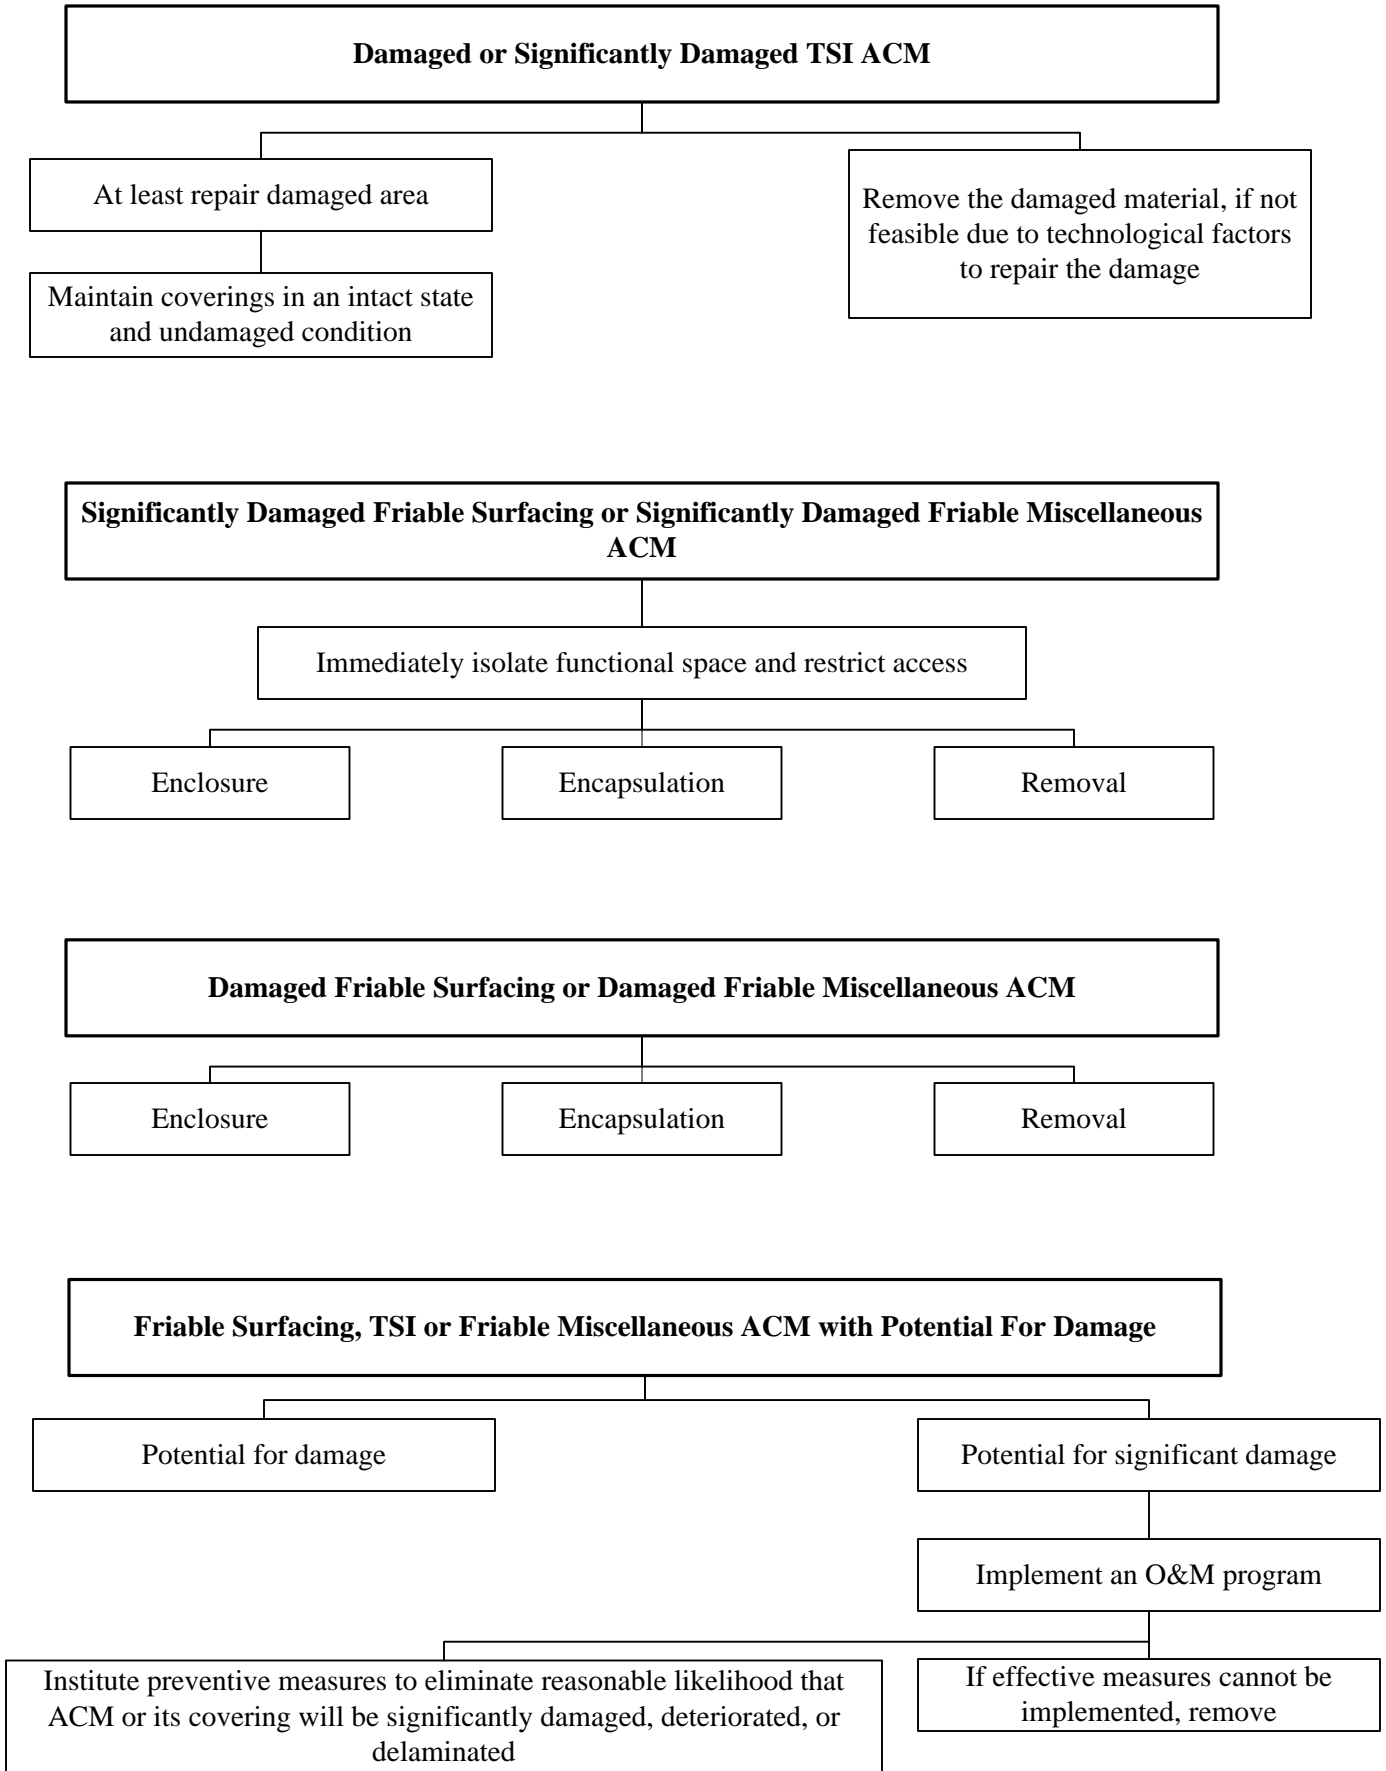 Damaged or Significantly Damaged TSI ACM
At least repair damaged area
Remove the damaged material, if not
feasible due to technological factors
to repair the damage
Maintain coverings in an intact state
and undamaged condition
Significantly Damaged Friable Surfacing or Significantly Damaged Friable Miscellaneous
ACM
Immediately isolate functional space and restrict access
Enclosure
Encapsulation
Removal
Damaged Friable Surfacing or Damaged Friable Miscellaneous ACM
Enclosure
Encapsulation
Removal
Friable Surfacing, TSI or Friable Miscellaneous ACM with Potential For Damage
Potential for damage
Potential for significant damage
Implement an O&M program
Institute preventive measures to eliminate reasonable likelihood that
ACM or its covering will be significantly damaged, deteriorated, or
delaminated
If effective measures cannot be
implemented, remove